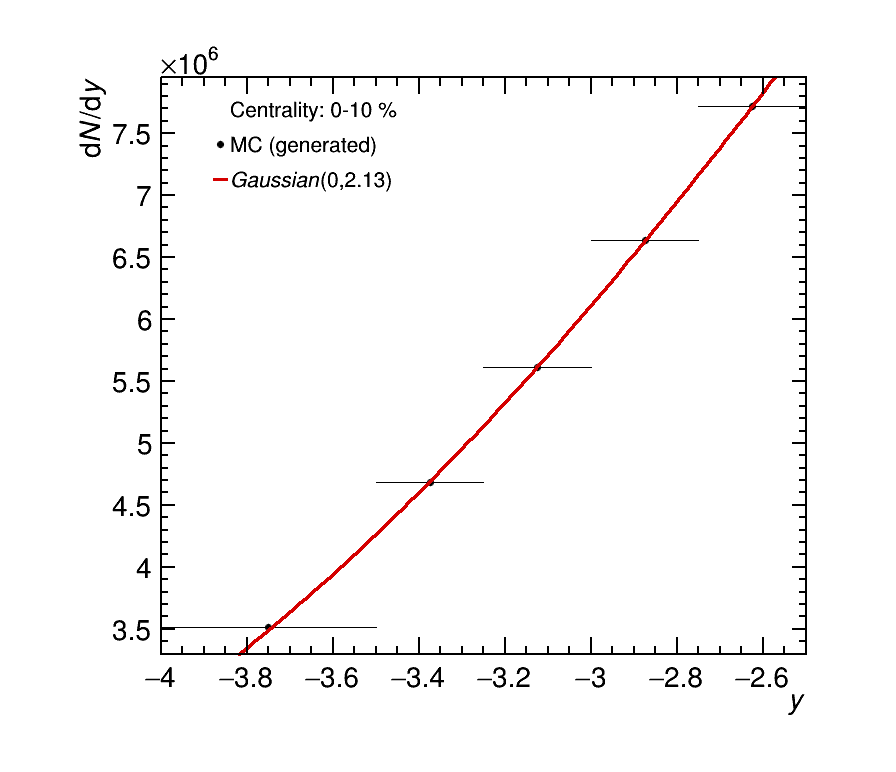 ×10⁶
dN/dy
Centrality: 0-10 %
MC (generated)
Gaussian(0,2.13)
7.5
7
6.5
6
5.5
5
4.5
4
3.5
−4 −3.8 −3.6 −3.4 −3.2 −3 −2.8 −2.6
y